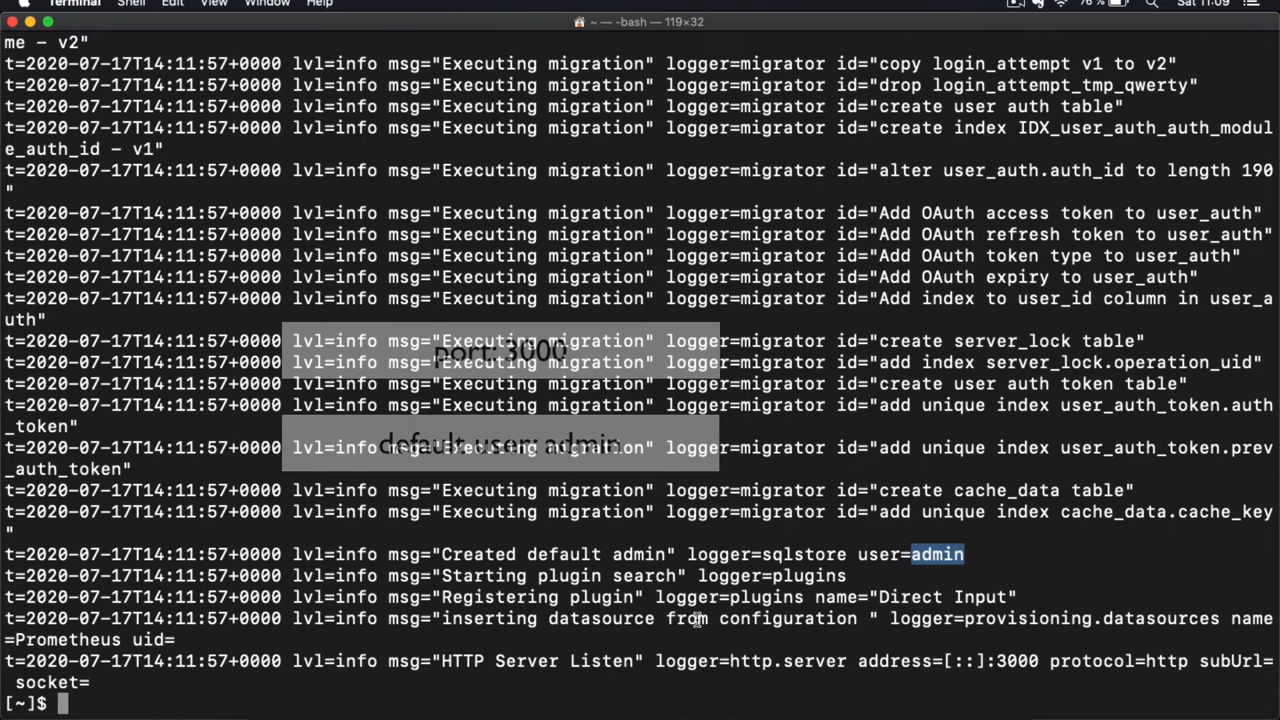 Terminal Shell Edit View Window Help 76% Sat 11:09
~ — -bash — 119×32
me - v2"
t=2020-07-17T14:11:57+0000 lvl=info msg="Executing migration" logger=migrator id="copy login_attempt v1 to v2"
t=2020-07-17T14:11:57+0000 lvl=info msg="Executing migration" logger=migrator id="drop login_attempt_tmp_qwerty"
t=2020-07-17T14:11:57+0000 lvl=info msg="Executing migration" logger=migrator id="create user auth table"
t=2020-07-17T14:11:57+0000 lvl=info msg="Executing migration" logger=migrator id="create index IDX_user_auth_auth_modul
e_auth_id - v1"
t=2020-07-17T14:11:57+0000 lvl=info msg="Executing migration" logger=migrator id="alter user_auth.auth_id to length 190
"
t=2020-07-17T14:11:57+0000 lvl=info msg="Executing migration" logger=migrator id="Add OAuth access token to user_auth"
t=2020-07-17T14:11:57+0000 lvl=info msg="Executing migration" logger=migrator id="Add OAuth refresh token to user_auth"
t=2020-07-17T14:11:57+0000 lvl=info msg="Executing migration" logger=migrator id="Add OAuth token type to user_auth"
t=2020-07-17T14:11:57+0000 lvl=info msg="Executing migration" logger=migrator id="Add OAuth expiry to user_auth"
t=2020-07-17T14:11:57+0000 lvl=info msg="Executing migration" logger=migrator id="Add index to user_id column in user_a
uth"
t=2020-07-17T14:11:57+0000 lvl=info msg="Executing migration" logger=migrator id="create server_lock table"
port: 3000
t=2020-07-17T14:11:57+0000 lvl=info msg="Executing migration" logger=migrator id="add index server_lock.operation_uid"
t=2020-07-17T14:11:57+0000 lvl=info msg="Executing migration" logger=migrator id="create user auth token table"
t=2020-07-17T14:11:57+0000 lvl=info msg="Executing migration" logger=migrator id="add unique index user_auth_token.auth
_token"
default user: admin
t=2020-07-17T14:11:57+0000 lvl=info msg="Executing migration" logger=migrator id="add unique index user_auth_token.prev
_auth_token"
t=2020-07-17T14:11:57+0000 lvl=info msg="Executing migration" logger=migrator id="create cache_data table"
t=2020-07-17T14:11:57+0000 lvl=info msg="Executing migration" logger=migrator id="add unique index cache_data.cache_key
"
t=2020-07-17T14:11:57+0000 lvl=info msg="Created default admin" logger=sqlstore user=admin
t=2020-07-17T14:11:57+0000 lvl=info msg="Starting plugin search" logger=plugins
t=2020-07-17T14:11:57+0000 lvl=info msg="Registering plugin" logger=plugins name="Direct Input"
t=2020-07-17T14:11:57+0000 lvl=info msg="inserting datasource from configuration " logger=provisioning.datasources name
=Prometheus uid=
t=2020-07-17T14:11:57+0000 lvl=info msg="HTTP Server Listen" logger=http.server address=[::]:3000 protocol=http subUrl=
socket=
[~]$